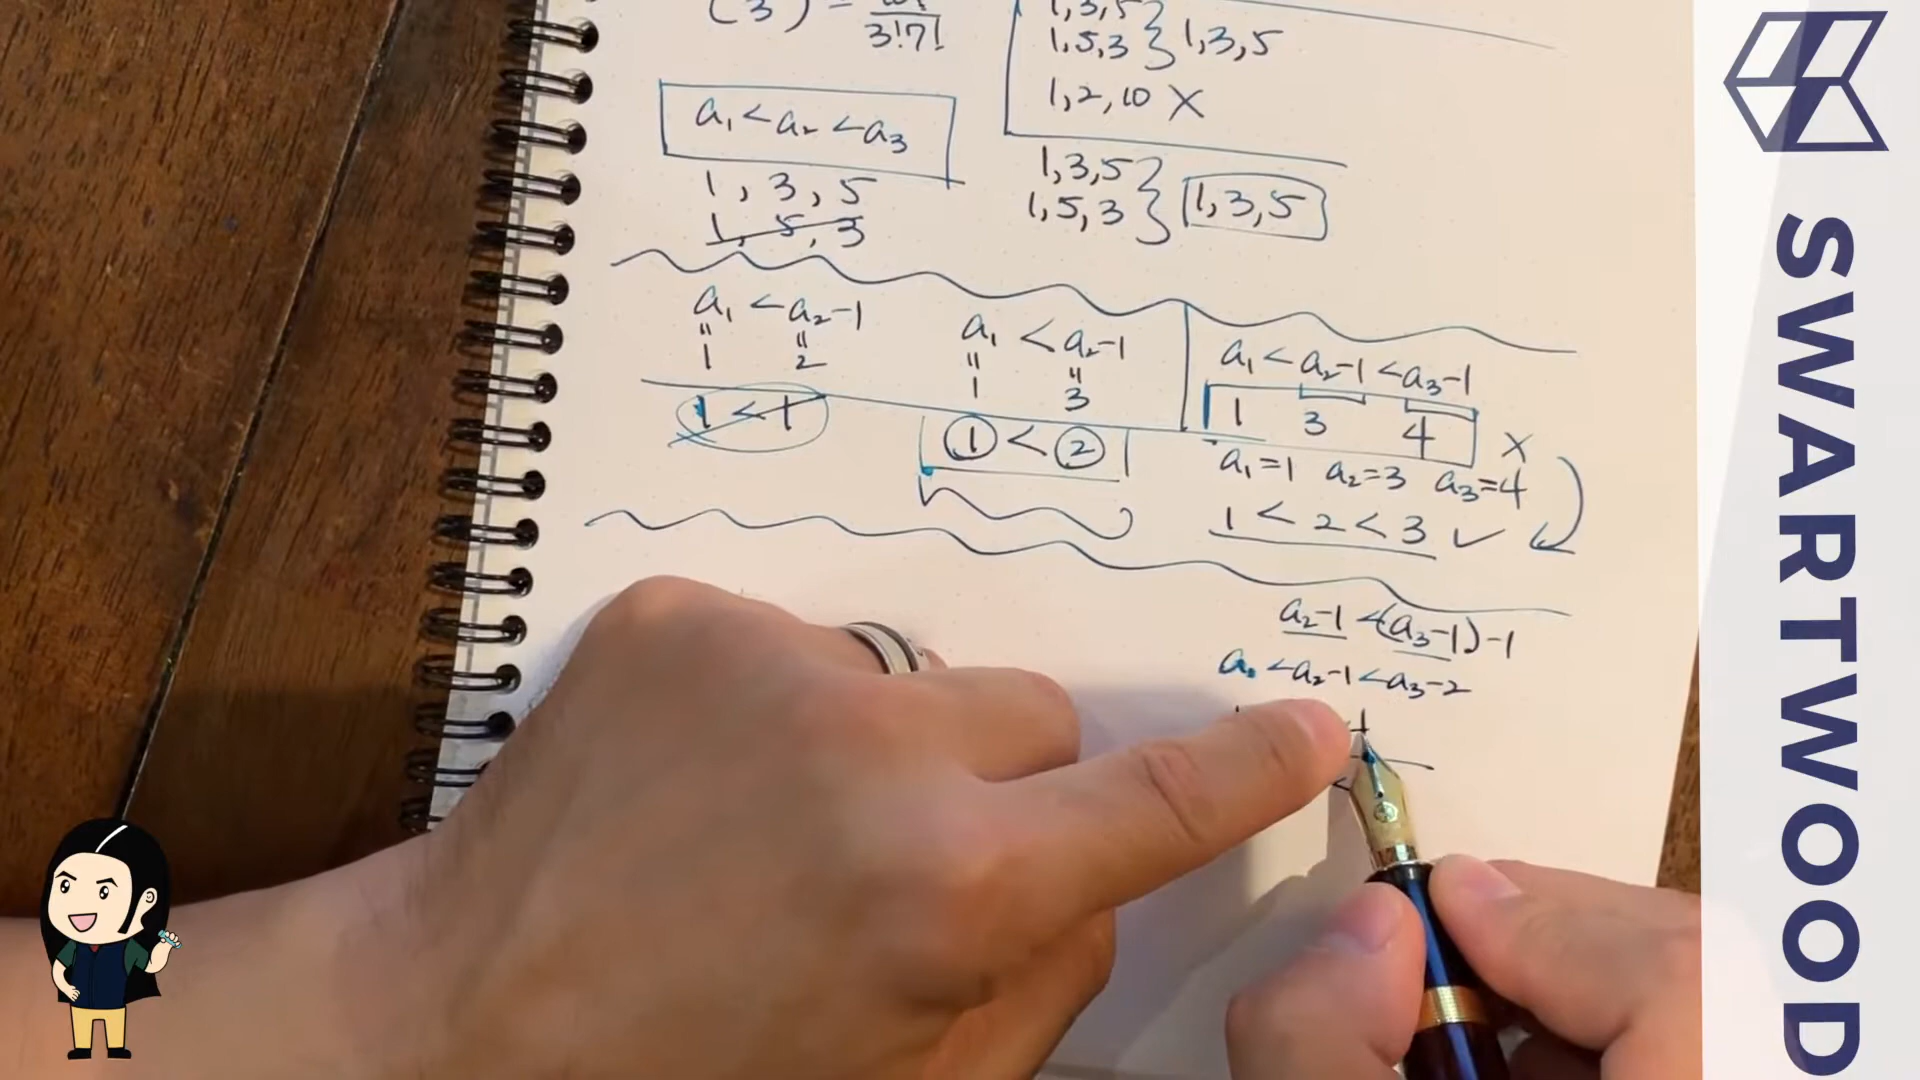 (3) = 10!/3!7!
a₁ < a₂ < a₃
1, 3, 5
1, 5, 3
1,3,5 } 1,3,5
1,5,3
1,2,10 X
1,3,5 } 1,3,5
1,5,3
a₁ < a₂-1
" "
1 2
1 < 1
a₁ < a₂-1
" "
1 3
1 < 2
a₁ < a₂-1 < a₃-1
1 3 4 X
a₁=1 a₂=3 a₃=4
1 < 2 < 3 ✓
a₂-1 < (a₃-1)-1
a₁ < a₂-1 < a₃-2
SWARTWOOD